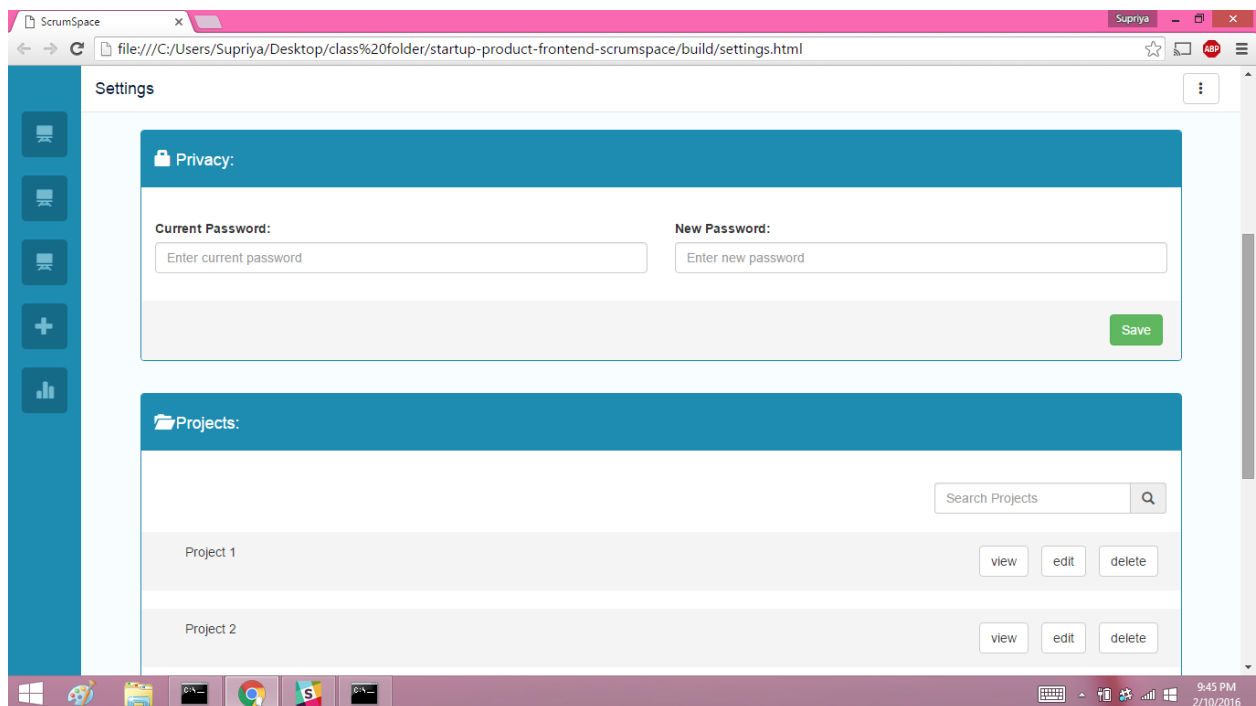 ScrumSpace
Supriya
file:///C:/Users/Supriya/Desktop/class%20folder/startup-product-frontend-scrumspace/build/settings.html
ABP
Settings
Privacy:
Current Password:
New Password:
Enter current password
Enter new password
Save
Projects:
Search Projects
Project 1
view edit delete
Project 2
view edit delete
C:\_
S
C:\_
9:45 PM
2/10/2016